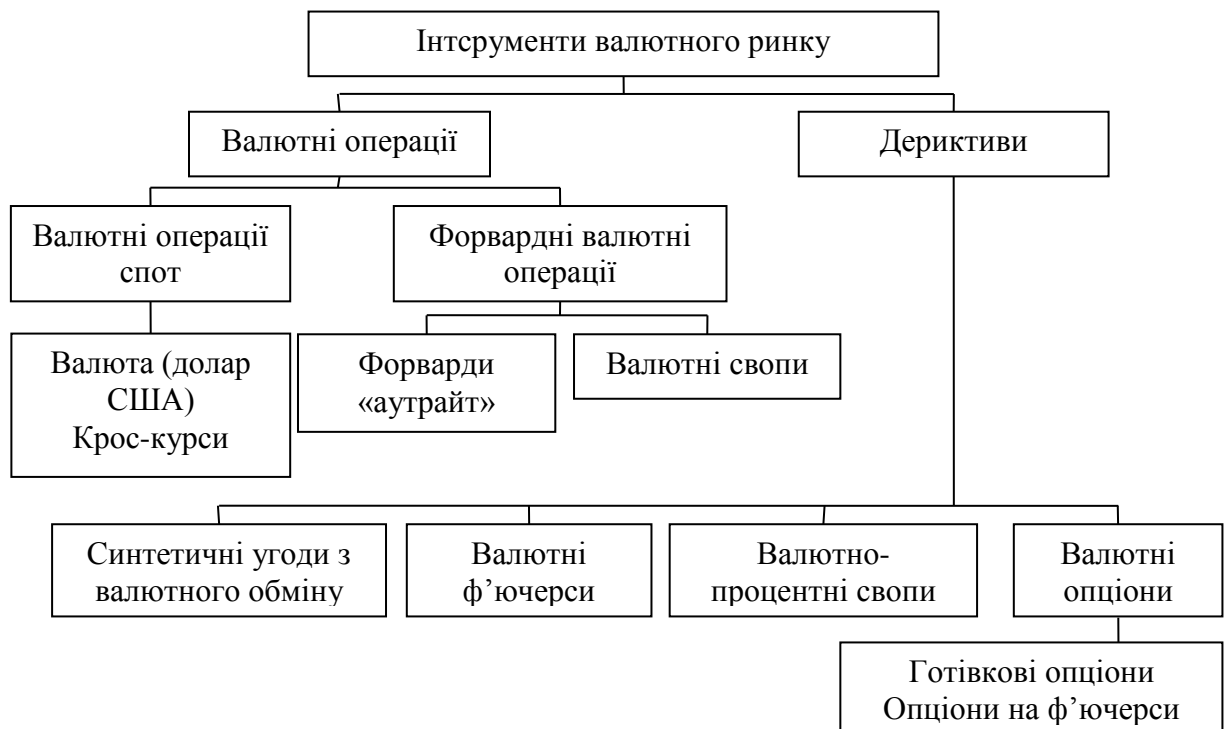 Інтсрументи валютного ринку
Валютні операції
Дериктиви
Валютні операції
спот
Форвардні валютні
операції
Валюта (долар
США)
Крос-курси
Форварди
«аутрайт»
Валютні свопи
Синтетичні угоди з
валютного обміну
Валютні
ф’ючерси
Валютно-
процентні свопи
Валютні
опціони
Готівкові опціони
Опціони на ф’ючерси